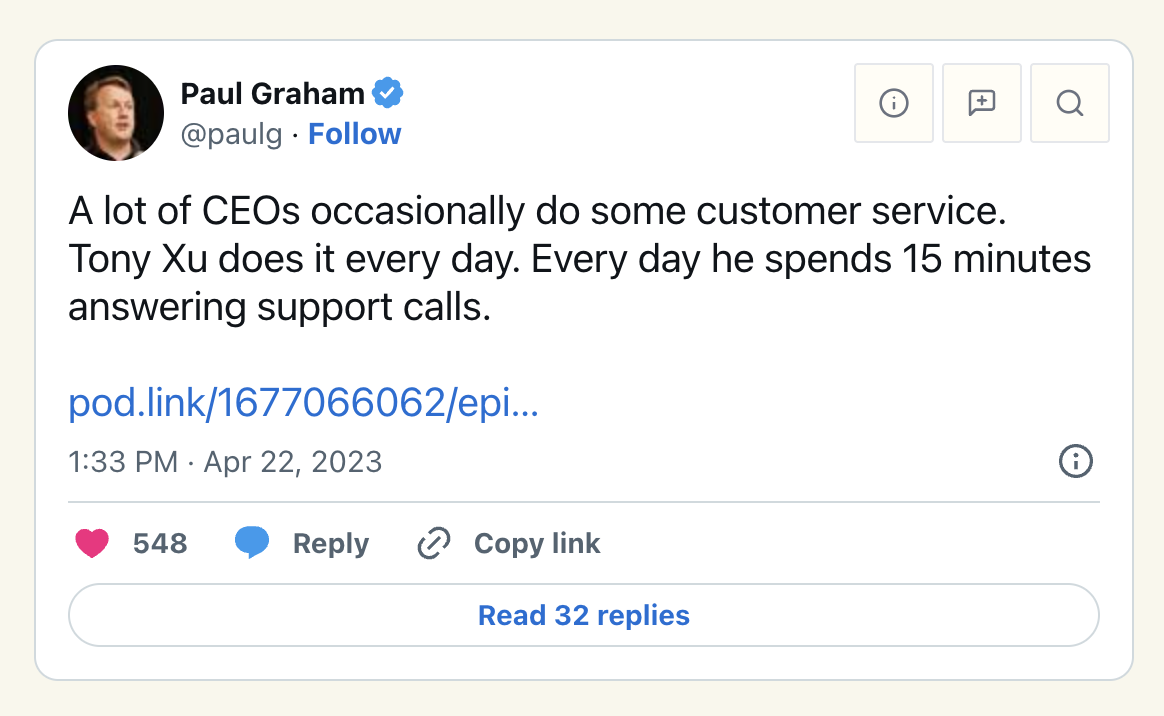 Paul Graham
@paulg · Follow
A lot of CEOs occasionally do some customer service.
Tony Xu does it every day. Every day he spends 15 minutes
answering support calls.
pod.link/1677066062/epi...
1:33 PM · Apr 22, 2023
548 Reply Copy link
Read 32 replies